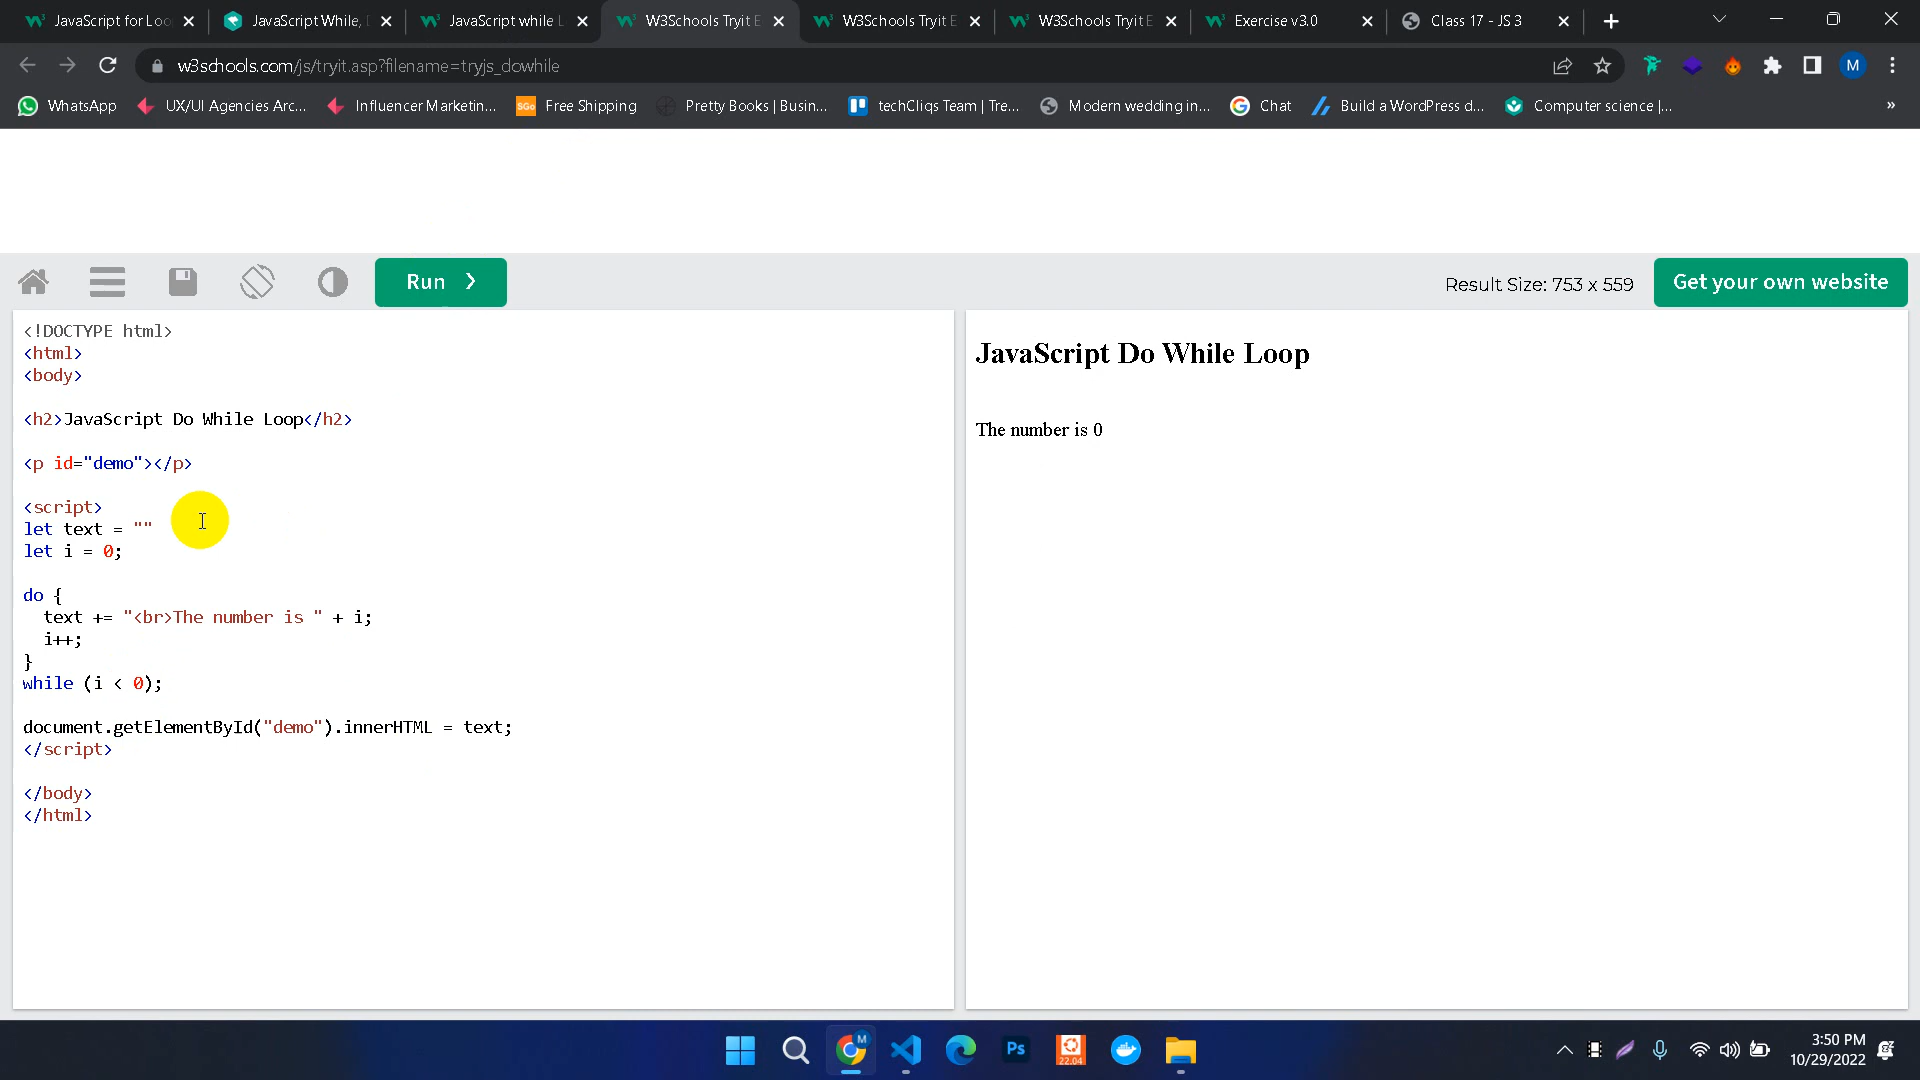 JavaScript for Loo
JavaScript While, D
JavaScript while L
W3Schools Tryit E
W3Schools Tryit E
W3Schools Tryit E
Exercise v3.0
Class 17 - JS 3
w3schools.com/js/tryit.asp?filename=tryjs_dowhile
M
WhatsApp
UX/UI Agencies Arc...
Influencer Marketin...
SGo
Free Shipping
Pretty Books | Busin...
techCliqs Team | Tre...
Modern wedding in...
Chat
Build a WordPress d...
Computer science |...
»
Run ❯
Result Size: 753 x 559
Get your own website
<!DOCTYPE html>
<html>
<body>
<h2>JavaScript Do While Loop</h2>
<p id="demo"></p>
<script>
let text = ""
let i = 0;
do {
text += "<br>The number is " + i;
i++;
}
while (i < 0);
document.getElementById("demo").innerHTML = text;
</script>
</body>
</html>
JavaScript Do While Loop
The number is 0
M
Ps
22.04
3:50 PM
10/29/2022